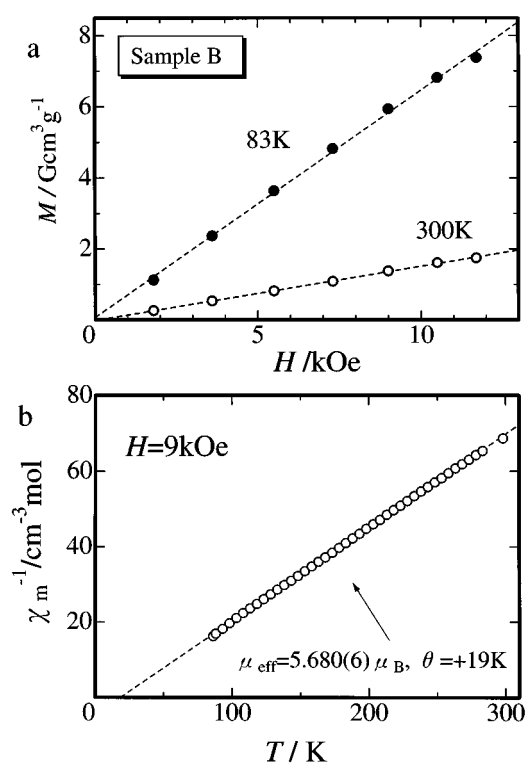 a
Sample B
M / Gcm³g⁻¹
8
6
4
2
0
83K
300K
0 5 10
H /kOe
b
H=9kOe
χm⁻¹/cm⁻³mol
80
60
40
20
μeff=5.680(6) μB, θ=+19K
0 100 200 300
T / K